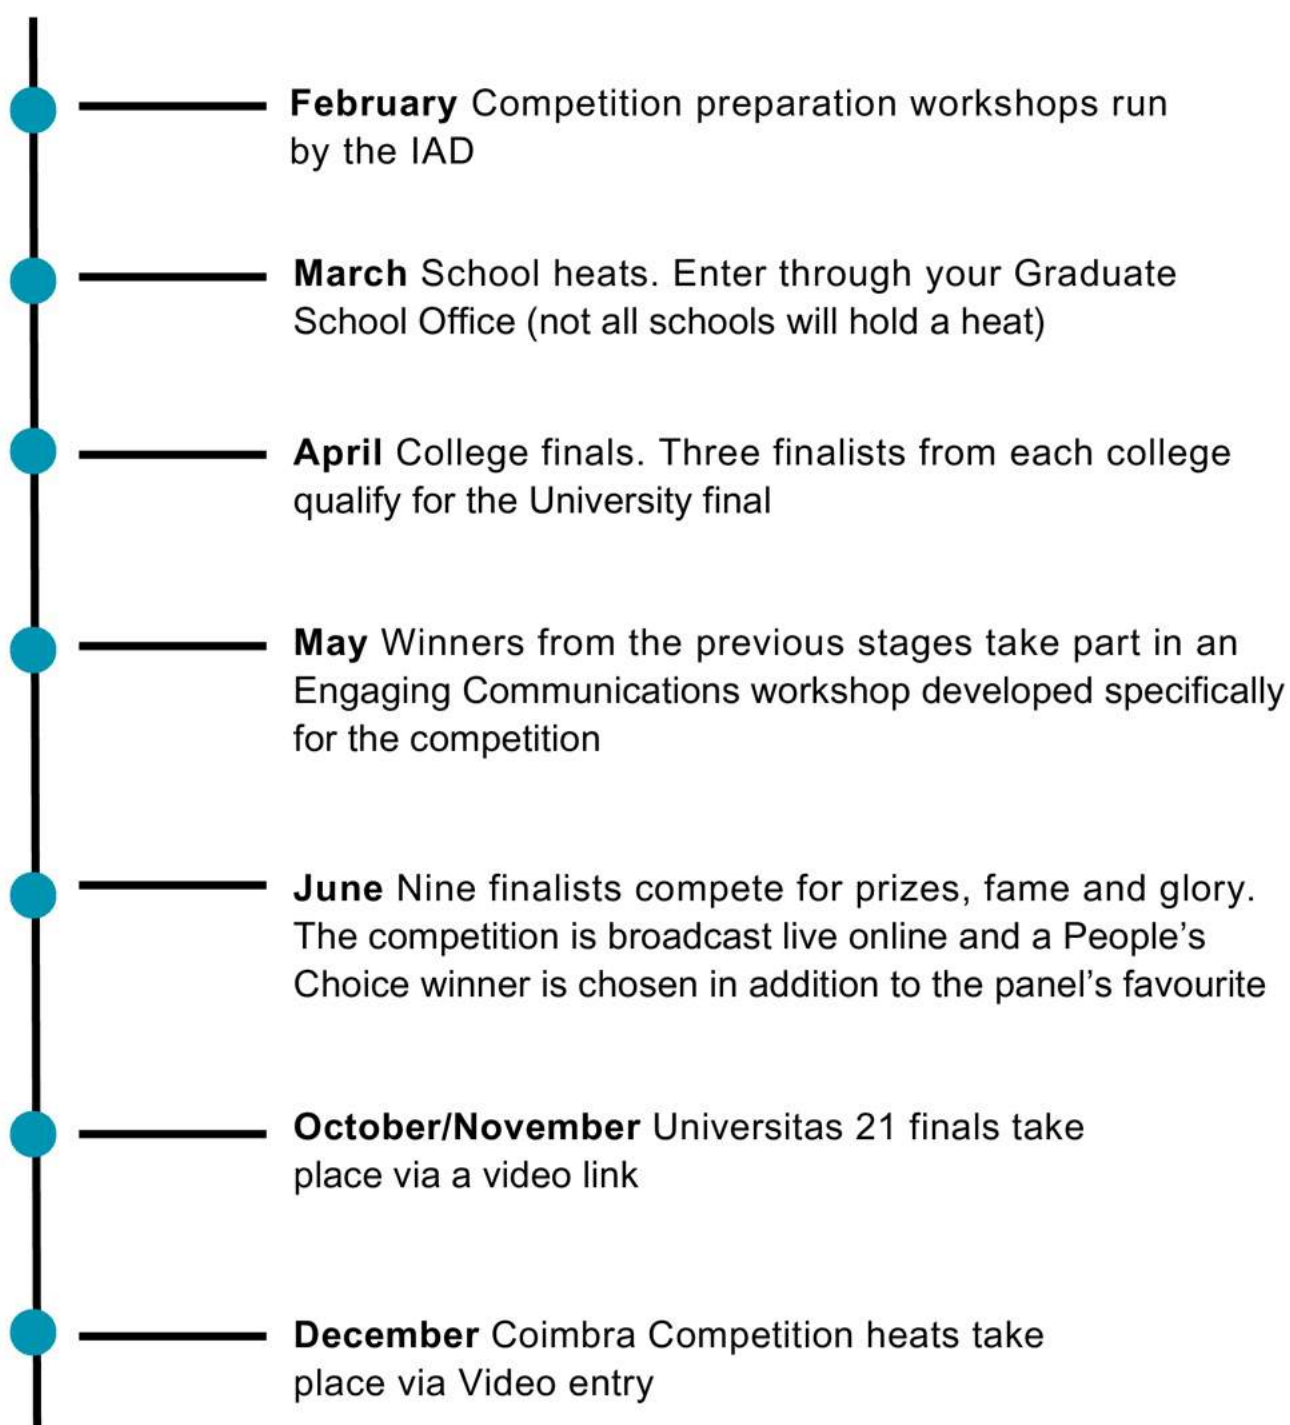 February Competition preparation workshops run
by the IAD
March School heats. Enter through your Graduate
School Office (not all schools will hold a heat)
April College finals. Three finalists from each college
qualify for the University final
May Winners from the previous stages take part in an
Engaging Communications workshop developed specifically
for the competition
June Nine finalists compete for prizes, fame and glory.
The competition is broadcast live online and a People’s
Choice winner is chosen in addition to the panel’s favourite
October/November Universitas 21 finals take
place via a video link
December Coimbra Competition heats take
place via Video entry